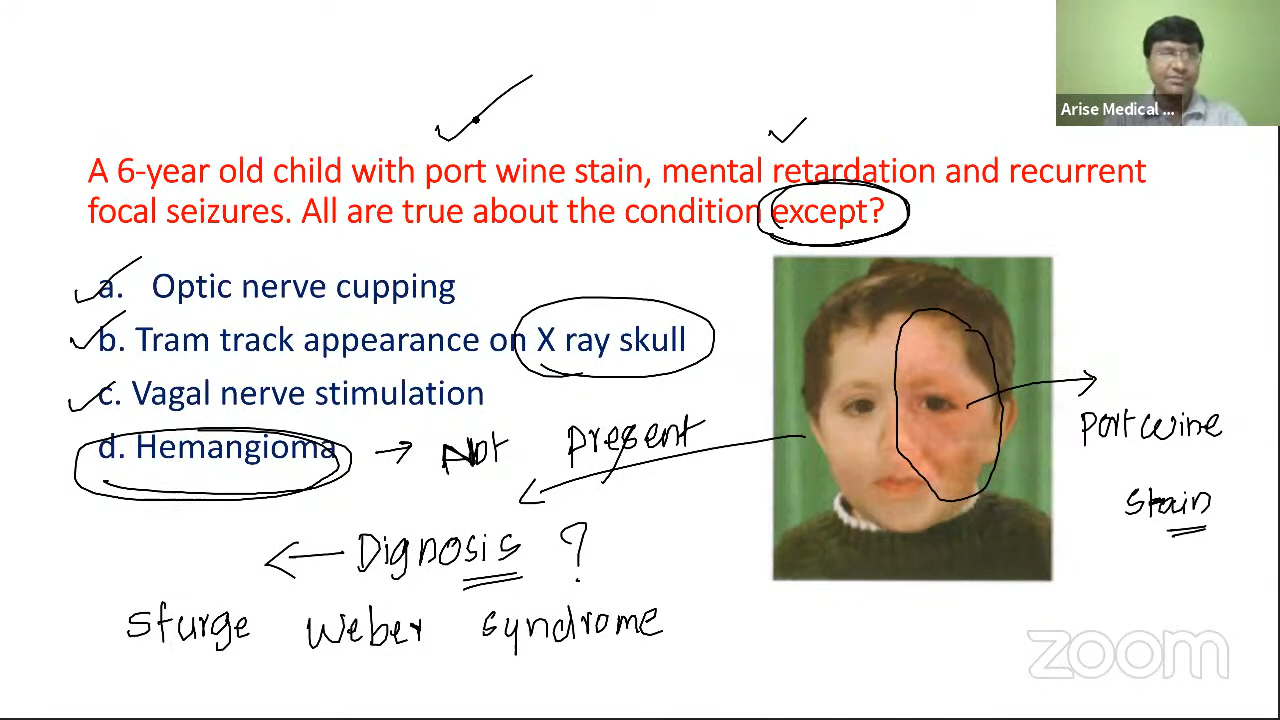 Arise Medical ...
A 6-year old child with port wine stain, mental retardation and recurrent
focal seizures. All are true about the condition except?
a. Optic nerve cupping
b. Tram track appearance on X ray skull
c. Vagal nerve stimulation
d. Hemangioma → Not Present
Port wine
Stain
Dignosis ?
Sturge Weber syndrome
zoom